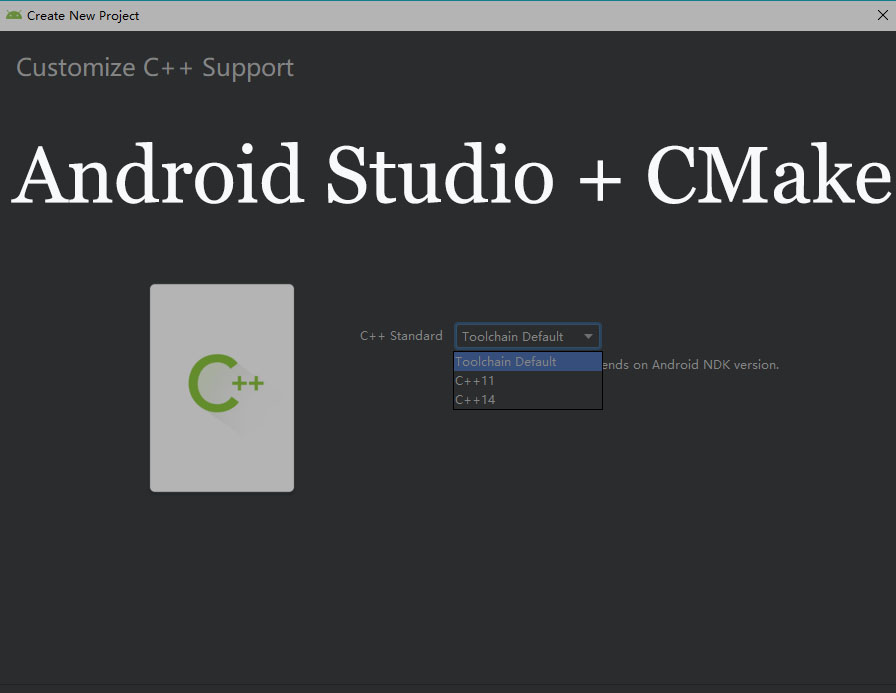 Create New Project
Customize C++ Support
Android Studio + CMake
C++
C++ Standard
Toolchain Default
Toolchain Default
ends on Android NDK version.
C++11
C++14